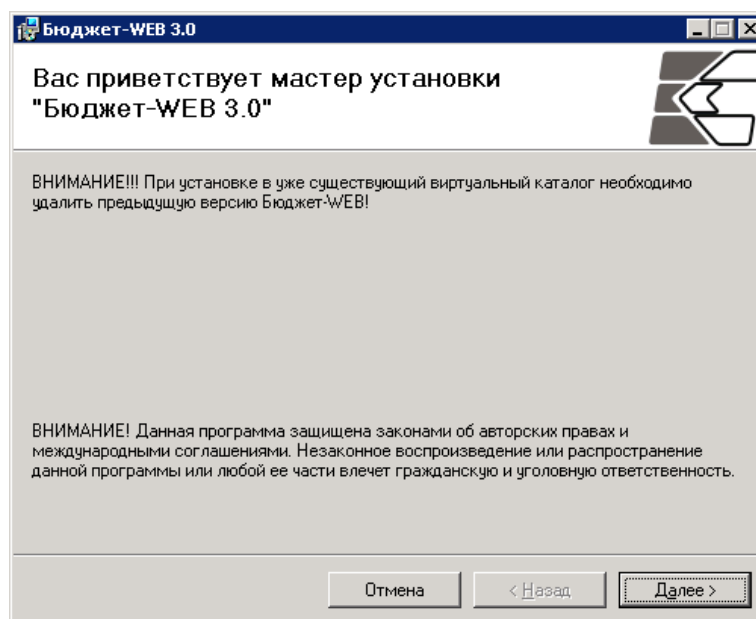 Бюджет-WEB 3.0
Вас приветствует мастер установки
"Бюджет-WEB 3.0"
ВНИМАНИЕ!!! При установке в уже существующий виртуальный каталог необходимо
удалить предыдущую версию Бюджет-WEB!
ВНИМАНИЕ! Данная программа защищена законами об авторских правах и
международными соглашениями. Незаконное воспроизведение или распространение
данной программы или любой ее части влечет гражданскую и уголовную ответственность.
Отмена
< Назад
Далее >